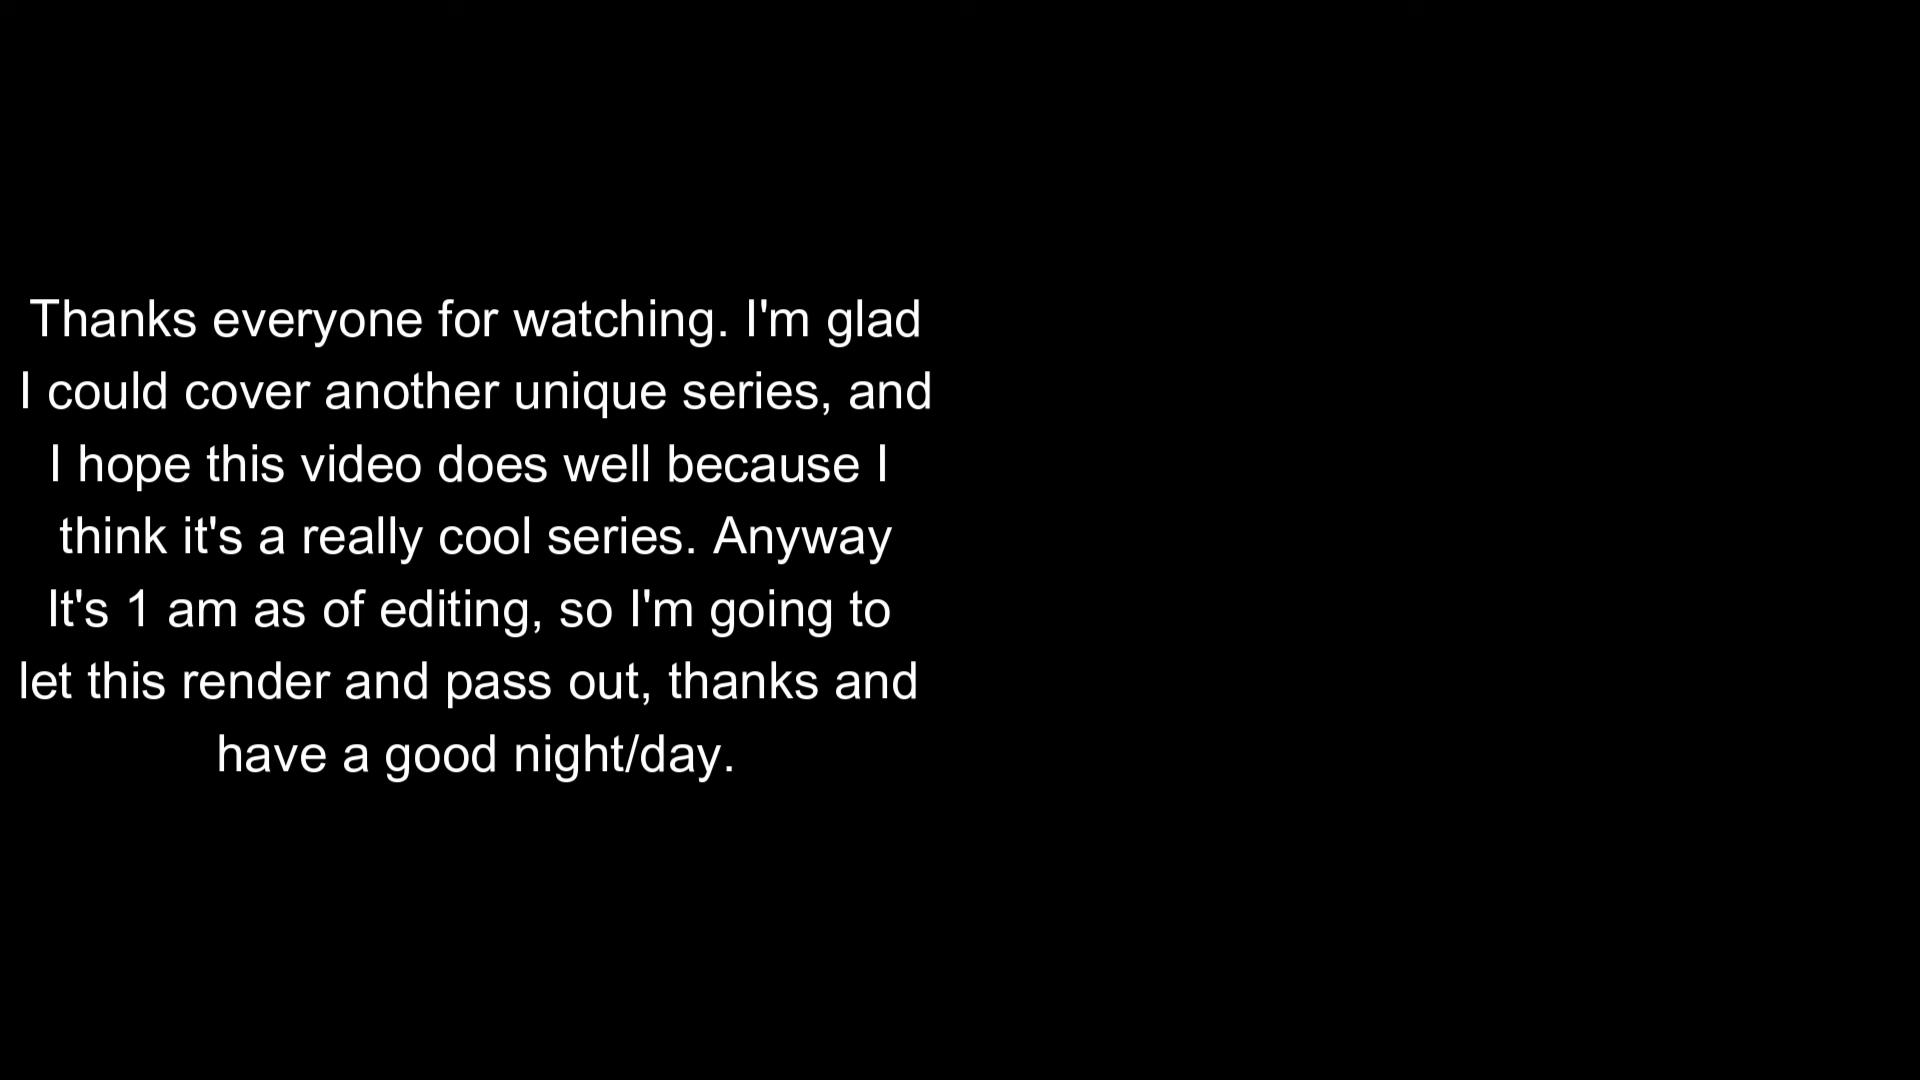 Thanks everyone for watching. I'm glad
I could cover another unique series, and
I hope this video does well because I
think it's a really cool series. Anyway
It's 1 am as of editing, so I'm going to
let this render and pass out, thanks and
have a good night/day.